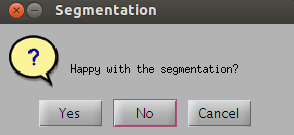 Segmentation
?
Happy with the segmentation?
Yes No Cancel